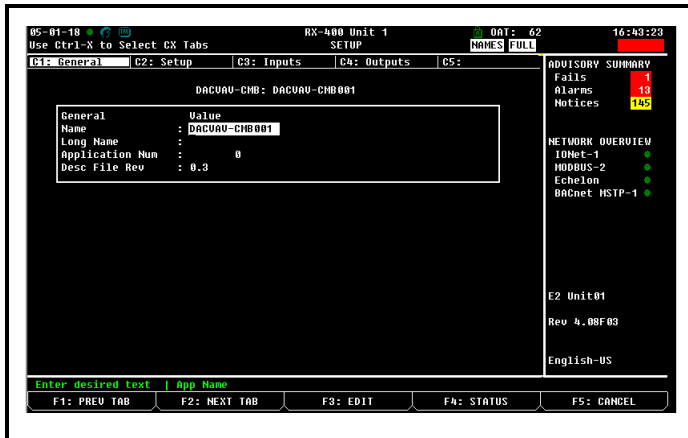 05-01-18 RX-400 Unit 1 OAT: 62 16:43:23
Use Ctrl-X to Select CX Tabs SETUP NAMES FULL
C1: General C2: Setup C3: Inputs C4: Outputs C5:
DACVAV-CMB: DACVAV-CMB001
General Value
Name : DACVAV-CMB001
Long Name :
Application Num : 0
Desc File Rev : 0.3
ADVISORY SUMMARY
Fails 1
Alarms 13
Notices 145
NETWORK OVERVIEW
IONet-1
MODBUS-2
Echelon
BACnet MSTP-1
E2 Unit01
Rev 4.08F03
English-US
Enter desired text | App Name
F1: PREV TAB F2: NEXT TAB F3: EDIT F4: STATUS F5: CANCEL